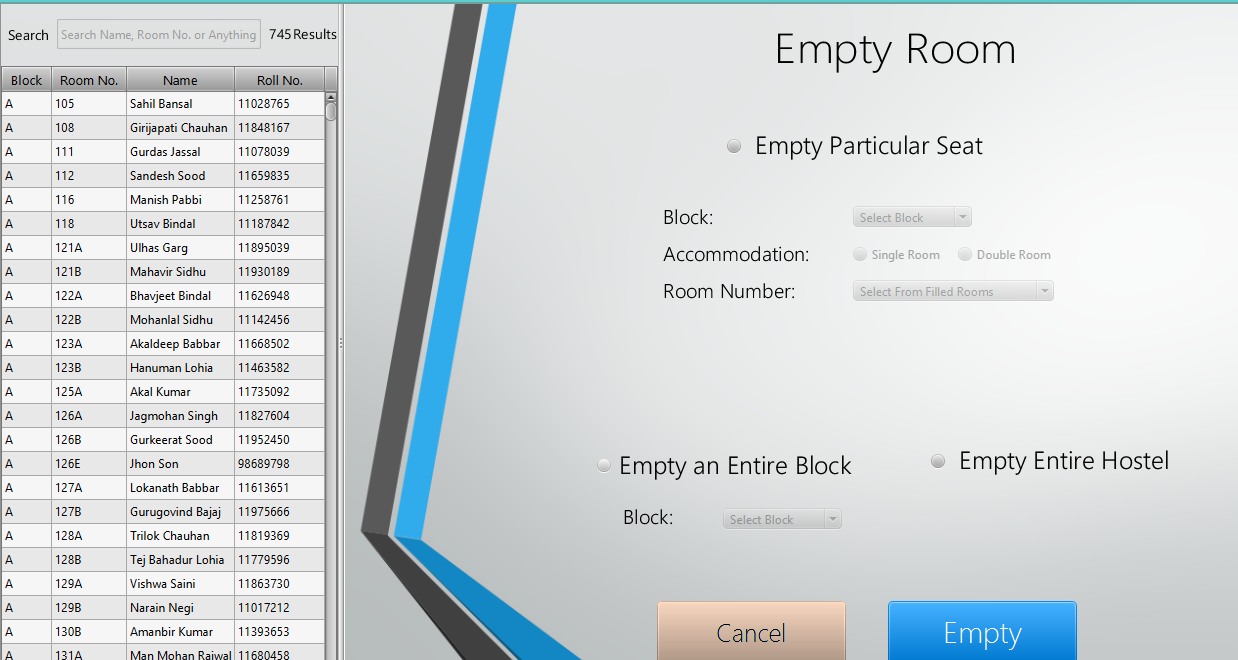 Search Search Name, Room No. or Anything 745 Results
Block Room No. Name Roll No.
A 105 Sahil Bansal 11028765
A 108 Girijapati Chauhan 11848167
A 111 Gurdas Jassal 11078039
A 112 Sandesh Sood 11659835
A 116 Manish Pabbi 11258761
A 118 Utsav Bindal 11187842
A 121A Ulhas Garg 11895039
A 121B Mahavir Sidhu 11930189
A 122A Bhavjeet Bindal 11626948
A 122B Mohanlal Sidhu 11142456
A 123A Akaldeep Babbar 11668502
A 123B Hanuman Lohia 11463582
A 125A Akal Kumar 11735092
A 126A Jagmohan Singh 11827604
A 126B Gurkeerat Sood 11952450
A 126E Jhon Son 98689798
A 127A Lokanath Babbar 11613651
A 127B Gurugovind Bajaj 11975666
A 128A Trilok Chauhan 11819369
A 128B Tej Bahadur Lohia 11779596
A 129A Vishwa Saini 11863730
A 129B Narain Negi 11017212
A 130B Amanbir Kumar 11393653
A 131A Man Mohan Rajwal 11680458
Empty Room
Empty Particular Seat
Block: Select Block
Accommodation: Single Room Double Room
Room Number: Select From Filled Rooms
Empty an Entire Block Empty Entire Hostel
Block: Select Block
Cancel Empty